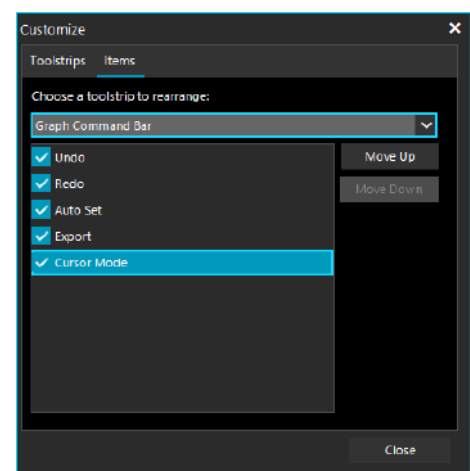 Customize
Toolstrips Items
Choose a toolstrip to rearrange:
Graph Command Bar
Undo
Redo
Auto Set
Export
Cursor Mode
Move Up
Move Down
Close